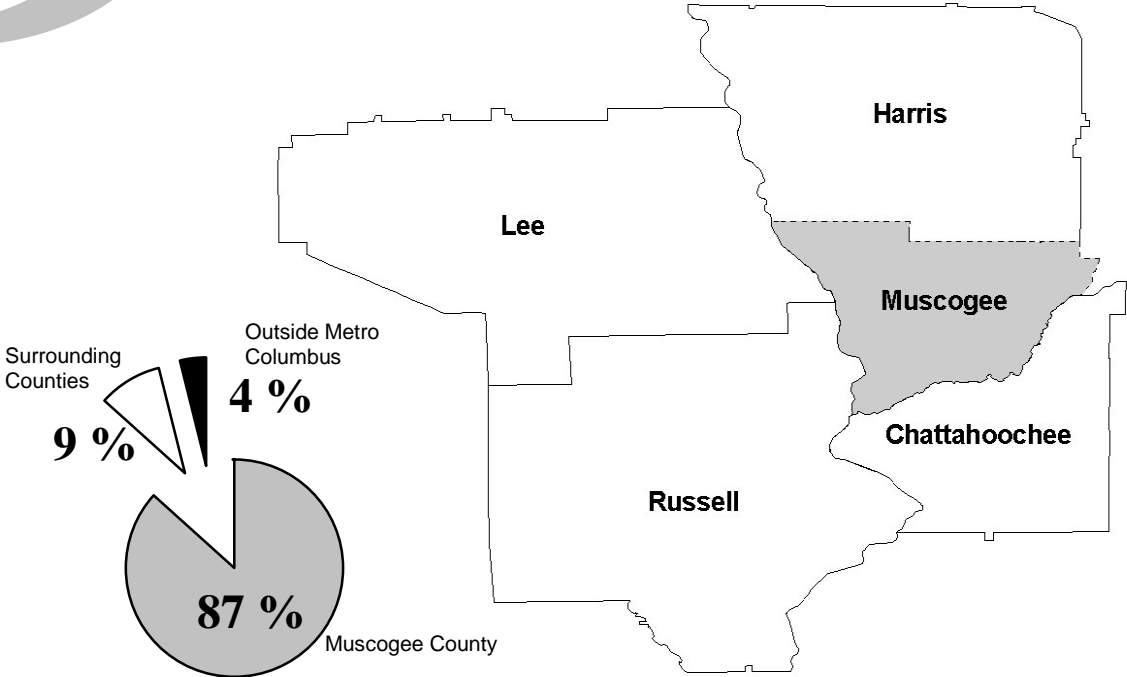 Harris
Lee
Muscogee
Chattahoochee
Russell
Outside Metro
Columbus
4 %
Surrounding
Counties
9 %
87 %
Muscogee County